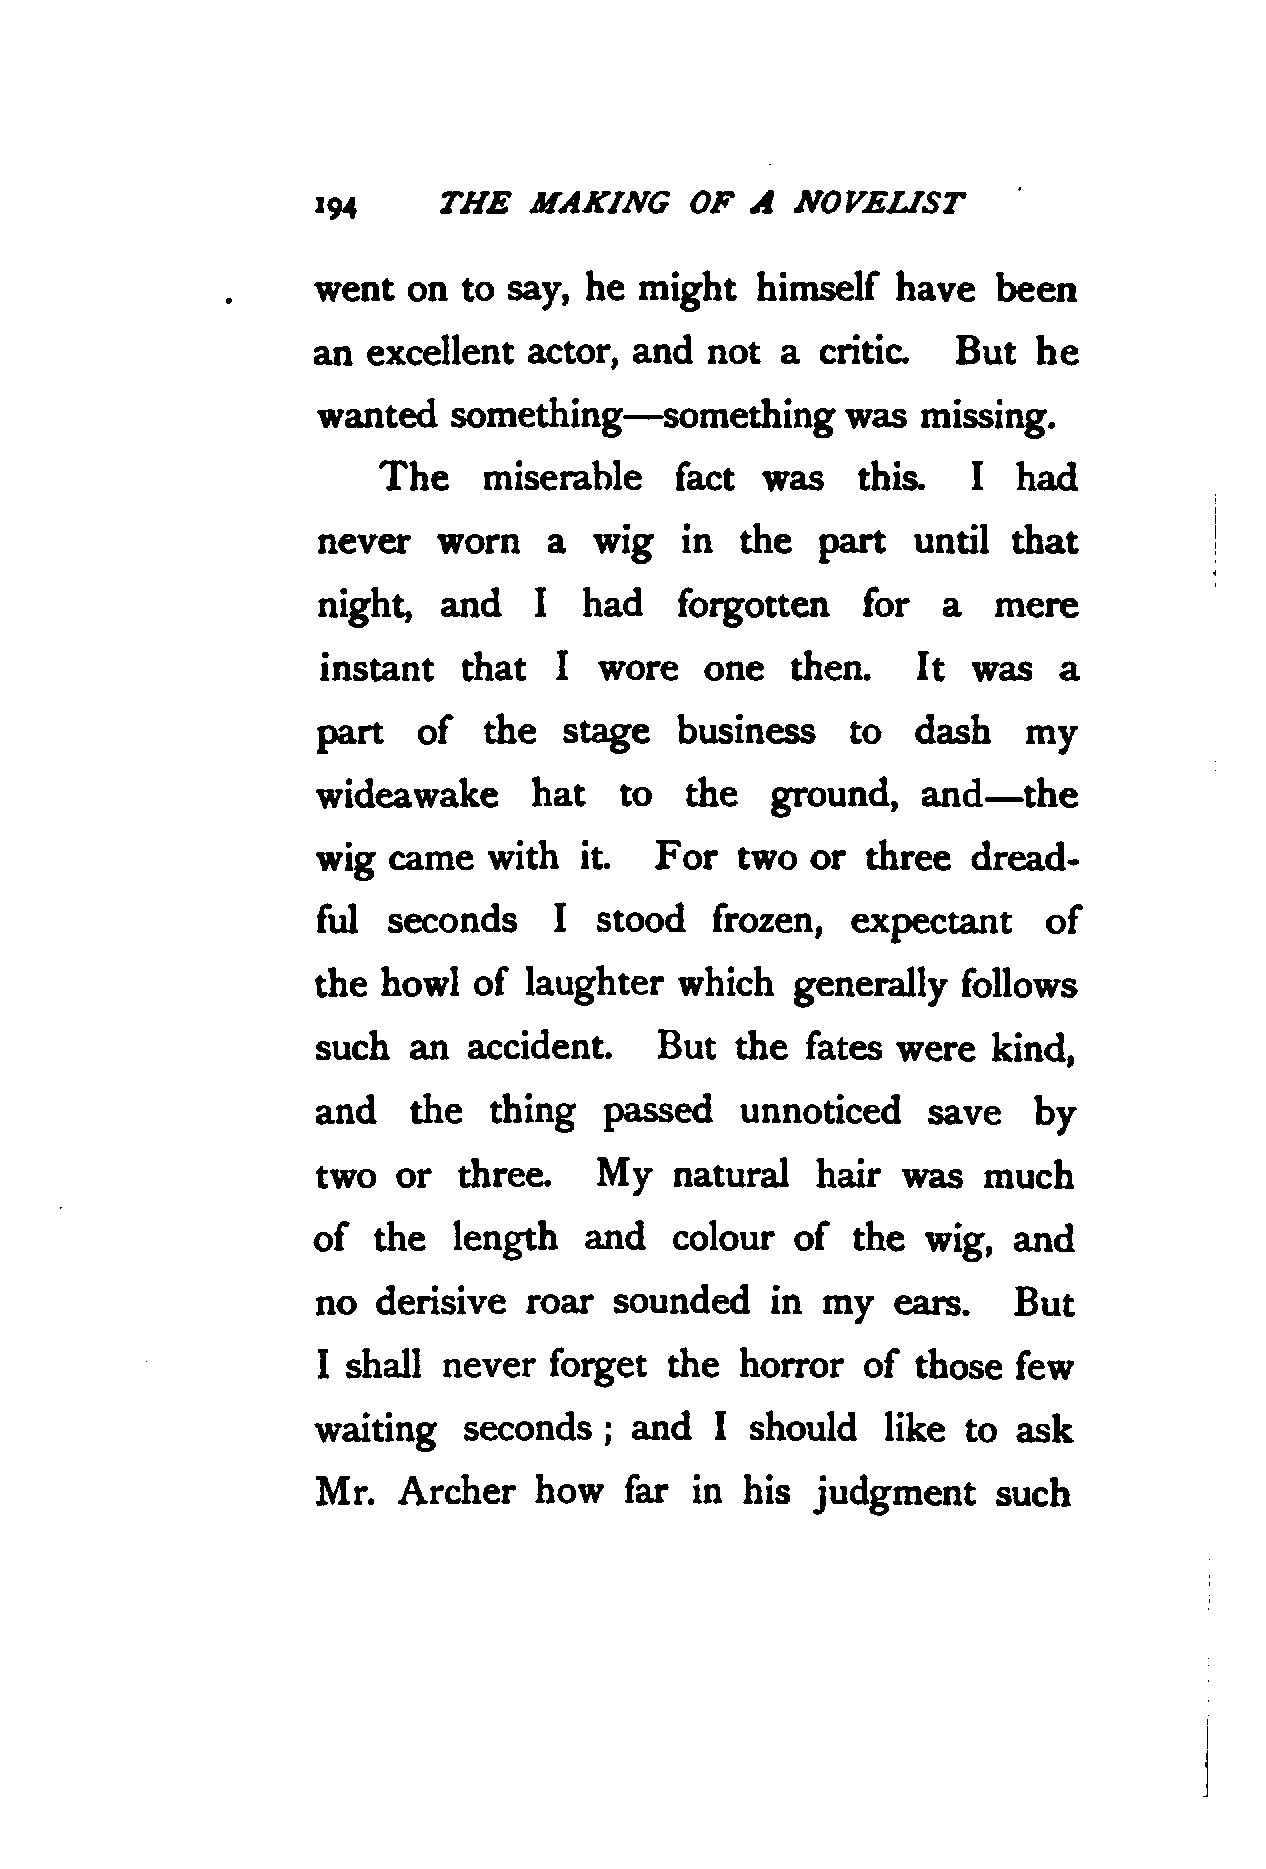 194 THE MAKING OF A NOVELIST
went on to say, he might himself have been
an excellent actor, and not a critic. But he
wanted something—something was missing.
The miserable fact was this. I had
never worn a wig in the part until that
night, and I had forgotten for a mere
instant that I wore one then. It was a
part of the stage business to dash my
wideawake hat to the ground, and—the
wig came with it. For two or three dread-
ful seconds I stood frozen, expectant of
the howl of laughter which generally follows
such an accident. But the fates were kind,
and the thing passed unnoticed save by
two or three. My natural hair was much
of the length and colour of the wig, and
no derisive roar sounded in my ears. But
I shall never forget the horror of those few
waiting seconds ; and I should like to ask
Mr. Archer how far in his judgment such